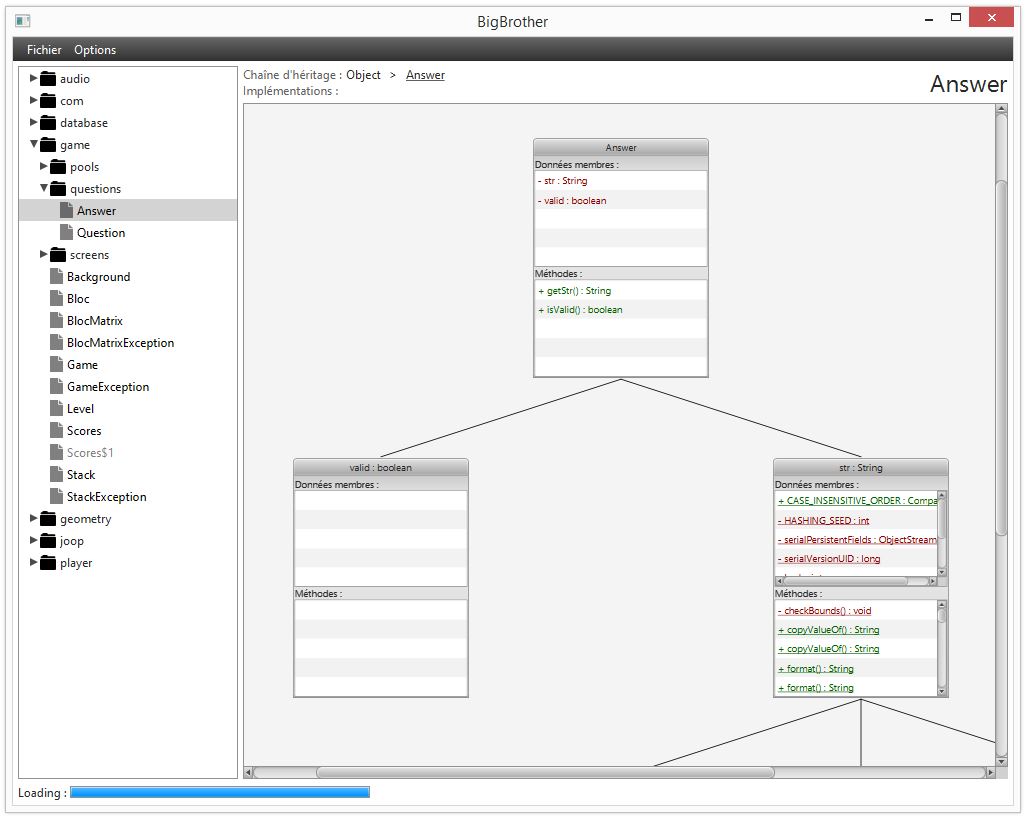 BigBrother
Fichier Options
audio
com
database
game
pools
questions
Answer
Question
screens
Background
Bloc
BlocMatrix
BlocMatrixException
Game
GameException
Level
Scores
Scores$1
Stack
StackException
geometry
joop
player
Chaîne d'héritage : Object > Answer
Implémentations :
Answer
Answer
Données membres :
- str : String
- valid : boolean
Méthodes :
+ getStr() : String
+ isValid() : boolean
valid : boolean
Données membres :
Méthodes :
str : String
Données membres :
+ CASE_INSENSITIVE_ORDER : Compa
- HASHING_SEED : int
- serialPersistentFields : ObjectStream
- serialVersionUID : long
Méthodes :
- checkBounds() : void
+ copyValueOf() : String
+ copyValueOf() : String
+ format() : String
+ format() : String
Loading :